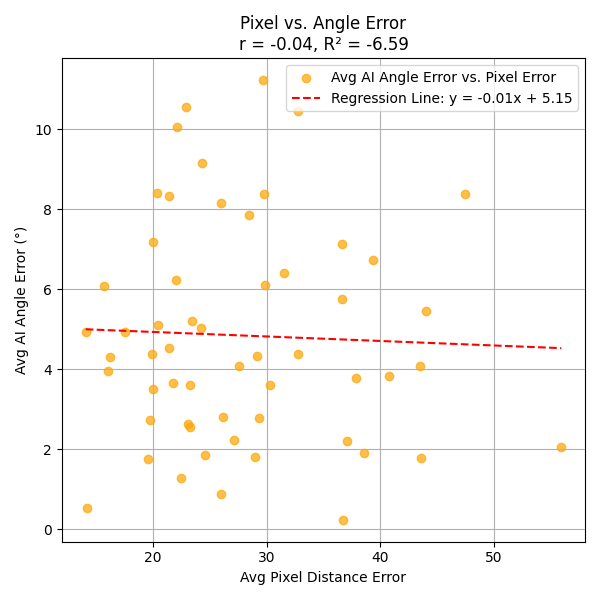 Pixel vs. Angle Error
r = -0.04, R² = -6.59
Avg AI Angle Error vs. Pixel Error
Regression Line: y = -0.01x + 5.15
10
8
6
4
2
0
Avg AI Angle Error (°)
20 30 40 50
Avg Pixel Distance Error